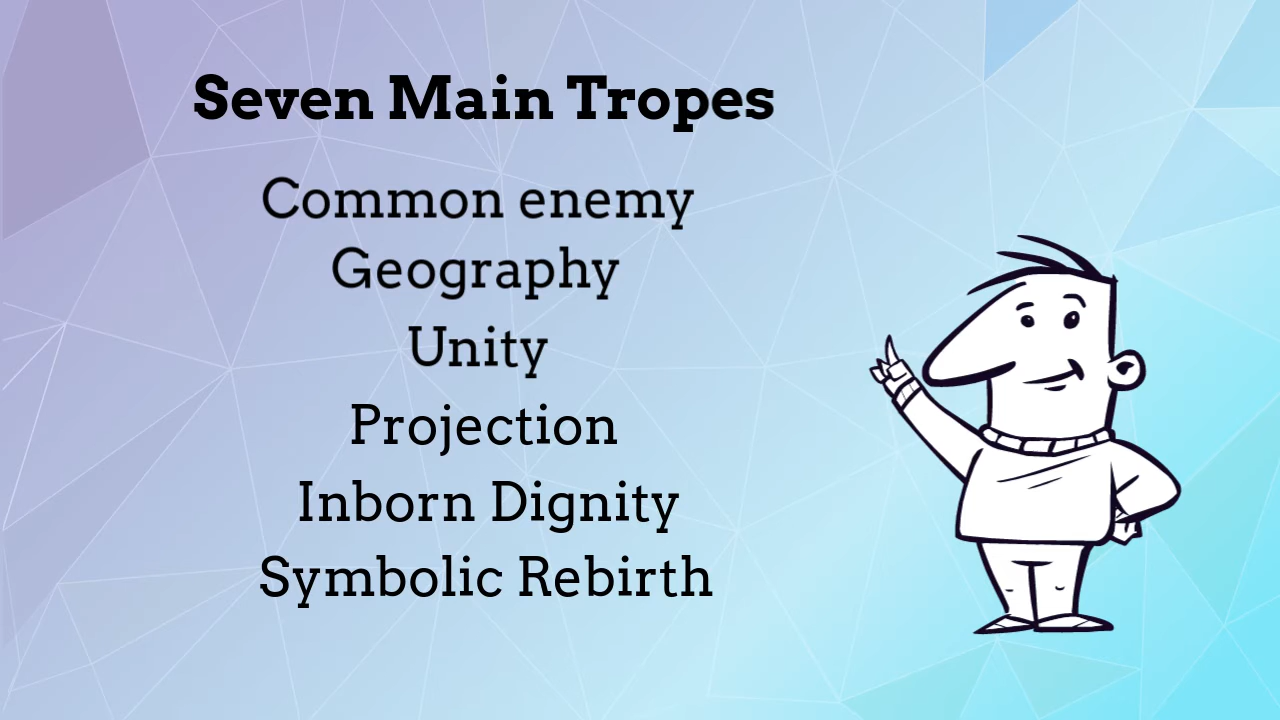 Seven Main Tropes
Common enemy
Geography
Unity
Projection
Inborn Dignity
Symbolic Rebirth